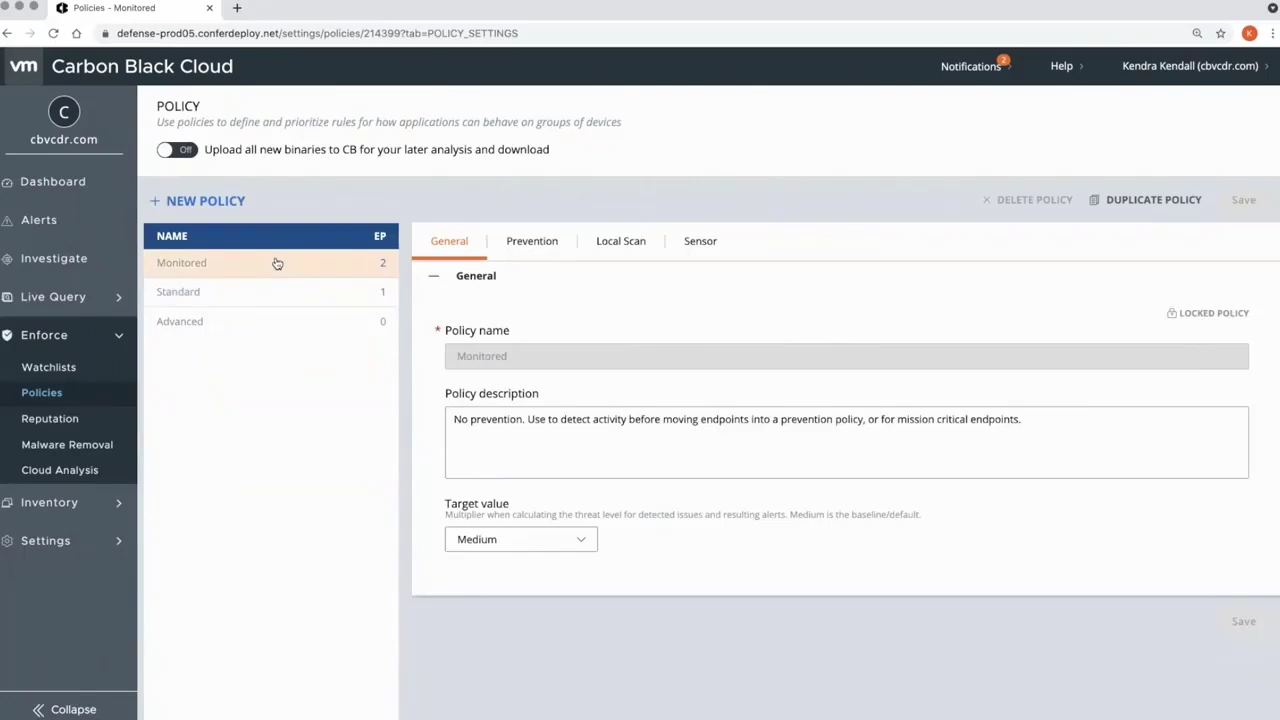 Policies - Monitored
defense-prod05.conferdeploy.net/settings/policies/214399?tab=POLICY_SETTINGS
K
vm Carbon Black Cloud
Notifications 2
Help
Kendra Kendall (cbvcdr.com)
C
cbvcdr.com
Dashboard
Alerts
Investigate
Live Query
Enforce
Watchlists
Policies
Reputation
Malware Removal
Cloud Analysis
Inventory
Settings
Collapse
POLICY
Use policies to define and prioritize rules for how applications can behave on groups of devices
Off Upload all new binaries to CB for your later analysis and download
+ NEW POLICY
DELETE POLICY
DUPLICATE POLICY
Save
NAME EP
Monitored 2
Standard 1
Advanced 0
General
Prevention
Local Scan
Sensor
General
LOCKED POLICY
* Policy name
Monitored
Policy description
No prevention. Use to detect activity before moving endpoints into a prevention policy, or for mission critical endpoints.
Target value
Multiplier when calculating the threat level for detected issues and resulting alerts. Medium is the baseline/default.
Medium
Save